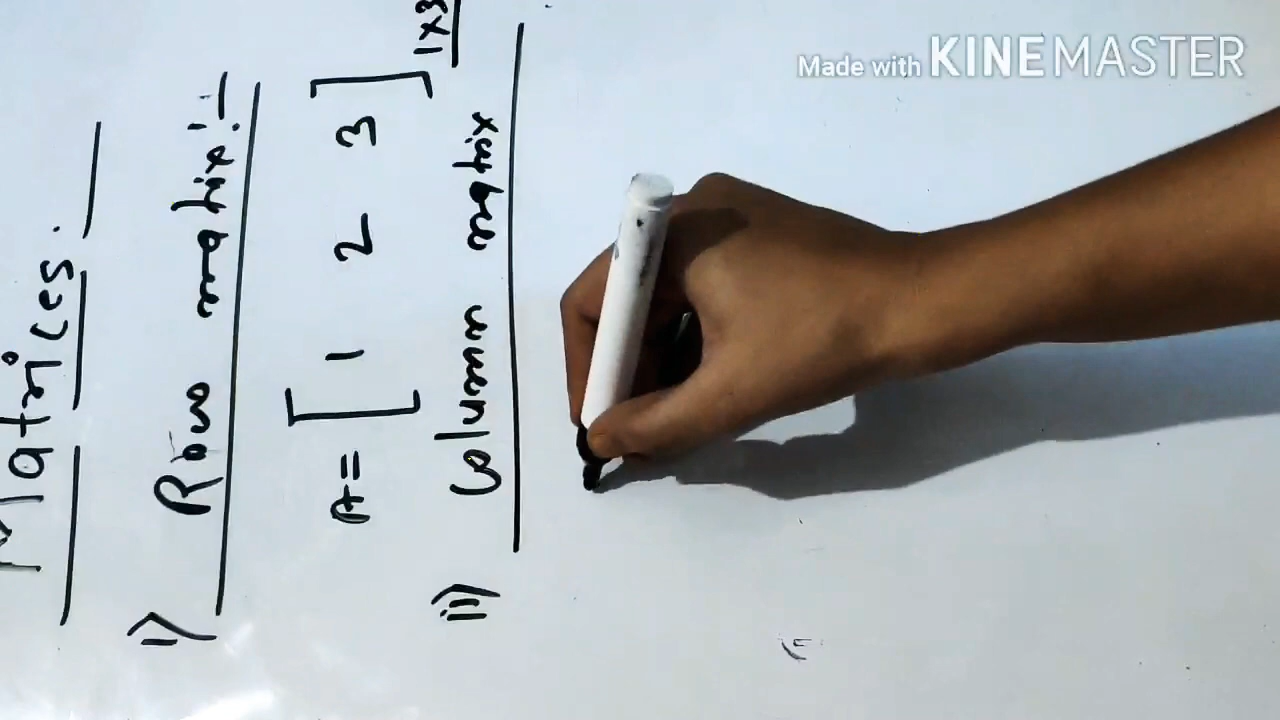 Matrices.
i) Row matrix:-
A = [ 1 2 3 ] 1x3
ii) Column matrix
Made with KINEMASTER